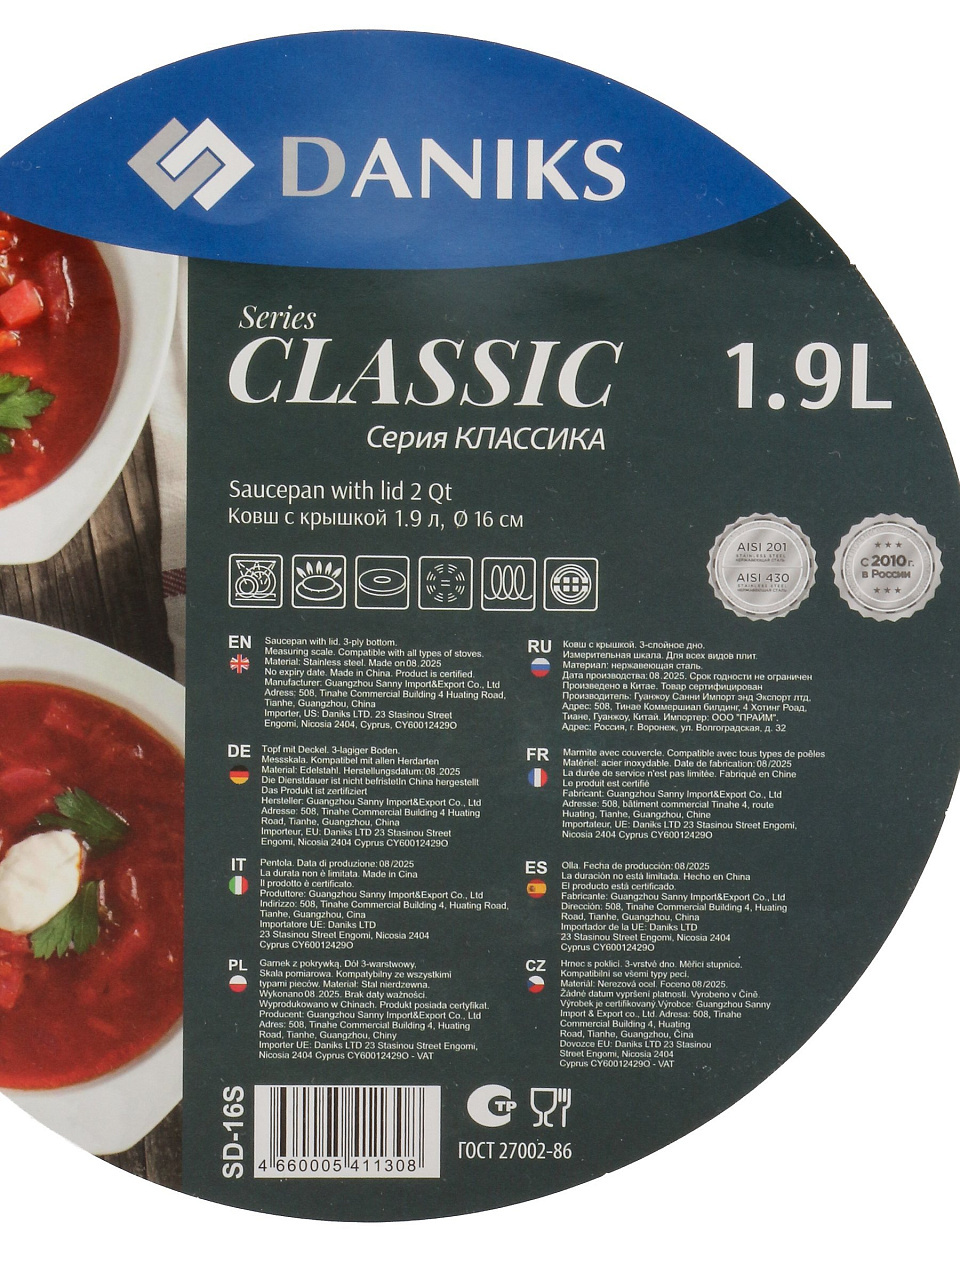 DANIKS
Series
CLASSIC
Серия КЛАССИКА
1.9L
Saucepan with lid 2 Qt
Ковш с крышкой 1.9 л, Ø 16 см
AISI 201
STAINLESS STEEL
НЕРЖАВЕЮЩАЯ СТАЛЬ
AISI 430
STAINLESS STEEL
НЕРЖАВЕЮЩАЯ СТАЛЬ
с 2010г.
в России
EN
Saucepan with lid. 3-ply bottom.
Measuring scale. Compatible with all types of stoves.
Material: Stainless steel. Made on 08.2025
No expiry date. Made in China. Product is certified.
Manufacturer: Guangzhou Sanny Import&Export Co., Ltd
Adress: 508, Tinahe Commercial Building 4 Huating Road,
Tianhe, Guangzhou, China
Importer, US: Daniks LTD. 23 Stasinou Street
Engomi, Nicosia 2404, Cyprus, CY60012429O
RU
Ковш с крышкой. 3-слойное дно.
Измерительная шкала. Для всех видов плит.
Материал: нержавеющая сталь.
Дата производства: 08.2025. Срок годности не ограничен
Произведено в Китае. Товар сертифицирован
Производитель: Гуанжоу Санни Импорт энд Экспорт лтд,
Адрес: 508, Тинае Коммершиал билдинг, 4 Хотинг Роад,
Тиане, Гуанжоу, Китай. Импортер: ООО "ПРАЙМ".
Адрес: Россия, г. Воронеж, ул. Волгоградская, д. 32
DE
Topf mit Deckel. 3-lagiger Boden.
Messskala. Kompatibel mit allen Herdarten
Material: Edelstahl. Herstellungsdatum: 08.2025
Die Dienstdauer ist nicht befristetIn China hergestellt
Das Produkt ist zertifiziert
Hersteller: Guangzhou Sanny Import&Export Co., Ltd
Adresse: 508, Tinahe Commercial Building 4 Huating
Road, Tianhe, Guangzhou, China
Importeur, EU: Daniks LTD 23 Stasinou Street
Engomi, Nicosia 2404 Cyprus CY60012429O
FR
Marmite avec couvercle. Compatible avec tous types de poêles
Matériel: acier inoxydable. Date de fabrication: 08/2025
La durée de service n'est pas limitée. Fabriqué en Chine
Le produit est certifié
Fabricant: Guangzhou Sanny Import&Export Co., Ltd
Adresse: 508, bâtiment commercial Tinahe 4, route
Huating, Tianhe, Guangzhou, Chine
Importateur, UE: Daniks LTD 23 Stasinou Street Engomi,
Nicosia 2404 Cyprus CY60012429O
IT
Pentola. Data di produzione: 08/2025
La durata non è limitata. Made in Cina
Il prodotto è certificato.
Produttore: Guangzhou Sanny Import&Export Co., Ltd
Indirizzo: 508, Tinahe Commercial Building 4, Huating Road,
Tianhe, Guangzhou, Cina
Importatore UE: Daniks LTD
23 Stasinou Street Engomi, Nicosia 2404
Cyprus CY60012429O
ES
Olla. Fecha de producción: 08/2025
La duración no está limitada. Hecho en China
El producto está certificado.
Fabricante: Guangzhou Sanny Import&Export Co., Ltd
Dirección: 508, Tinahe Commercial Building 4, Huating
Road, Tianhe, Guangzhou, China
Importador de la UE: Daniks LTD
23 Stasinou Street Engomi, Nicosia 2404
Cyprus CY60012429O
PL
Garnek z pokrywką. Dół 3-warstwowy.
Skala pomiarowa. Kompatybilny ze wszystkimi
typami pieców. Materiał: Stal nierdzewna.
Wykonano 08.2025. Brak daty ważności.
Wyprodukowano w Chinach. Produkt posiada certyfikat.
Producent: Guangzhou Sanny Import&Export Co., Ltd
Adres: 508, Tinahe Commercial Building 4, Huating
Road, Tianhe, Guangzhou, Chiny
Importer UE: Daniks LTD 23 Stasinou Street Engomi,
Nicosia 2404 Cyprus CY60012429O - VAT
CZ
Hrnec s poklicí. 3-vrstvé dno. Měřicí stupnice.
Kompatibilní se všemi typy pecí.
Materiál: Nerezová ocel. Foceno 08/2025.
Žádné datum vypršení platnosti. Vyrobeno v Číně.
Výrobek je certifikovaný.Výrobce: Guangzhou Sanny
Import & Export co., Ltd. Adresa: 508, Tinahe
Commercial Building 4, Huating
Road, Tianhe, Guangzhou, Čína
Dovozce EU: Daniks LTD 23 Stasinou
Street Engomi, Nicosia 2404
Cyprus CY60012429O - VAT
SD-16S
4 660005 411308
СТР
ГОСТ 27002-86